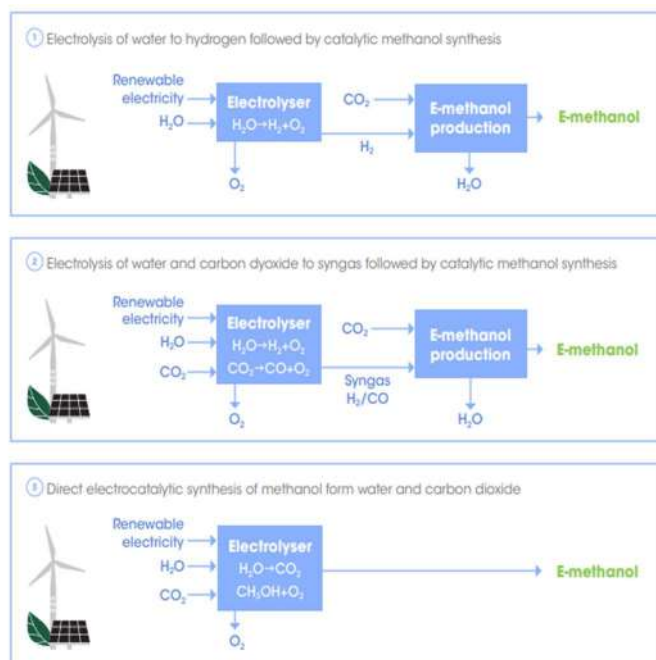 1 Electrolysis of water to hydrogen followed by catalytic methanol synthesis
Renewable
electricity
H₂O
Electrolyser
H₂O→H₂+O₂
O₂
CO₂
H₂
E-methanol
production
H₂O
E-methanol
2 Electrolysis of water and carbon dyoxide to syngas followed by catalytic methanol synthesis
Renewable
electricity
H₂O
CO₂
Electrolyser
H₂O→H₂+O₂
CO₂→CO+O₂
O₂
CO₂
Syngas
H₂/CO
E-methanol
production
H₂O
E-methanol
3 Direct electrocatalytic synthesis of methanol form water and carbon dioxide
Renewable
electricity
H₂O
CO₂
Electrolyser
H₂O→CO₂
CH₃OH+O₂
O₂
E-methanol